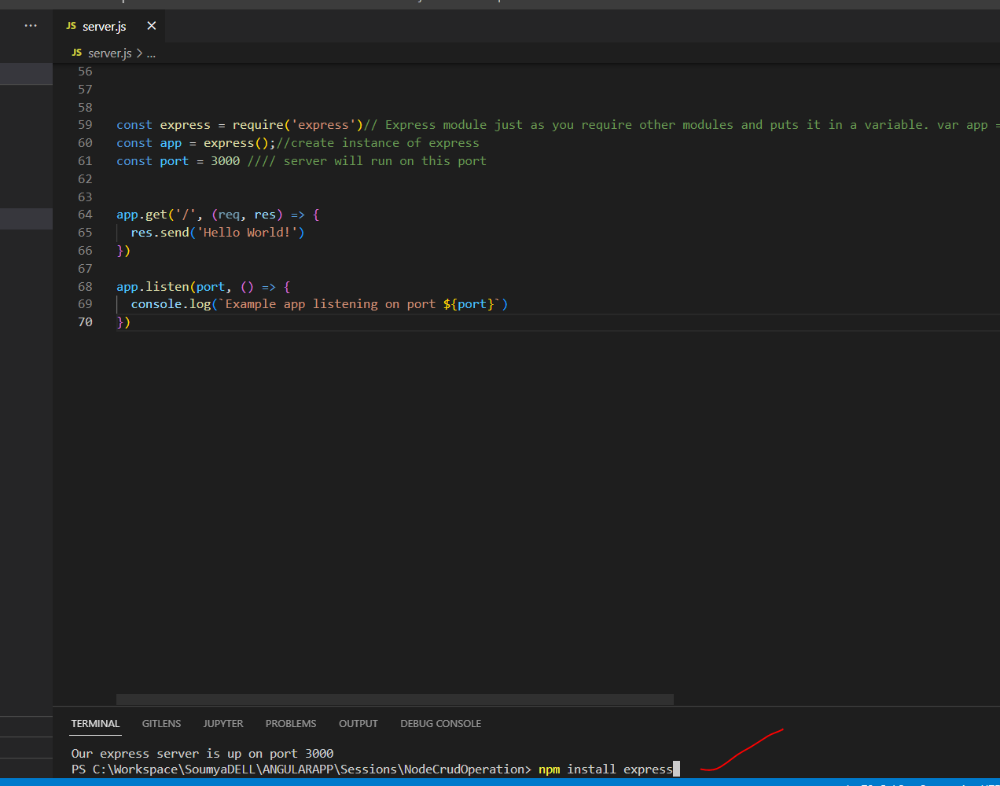 ...
JS server.js ×
JS server.js > ...
56
57
58
59 const express = require('express')// Express module just as you require other modules and puts it in a variable. var app =
60 const app = express();//create instance of express
61 const port = 3000 //// server will run on this port
62
63
64 app.get('/', (req, res) => {
65 res.send('Hello World!')
66 })
67
68 app.listen(port, () => {
69 console.log(`Example app listening on port ${port}`)
70 })
TERMINAL GITLENS JUPYTER PROBLEMS OUTPUT DEBUG CONSOLE
Our express server is up on port 3000
PS C:\Workspace\SoumyaDELL\ANGULARAPP\Sessions\NodeCrudOperation> npm install express